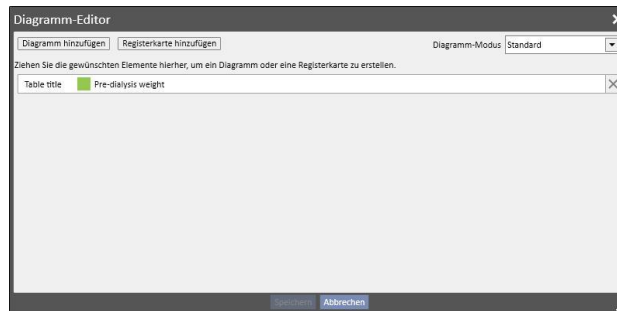 Diagramm-Editor
Diagramm hinzufügen Registerkarte hinzufügen Diagramm-Modus Standard
Ziehen Sie die gewünschten Elemente hierher, um ein Diagramm oder eine Registerkarte zu erstellen.
Table title Pre-dialysis weight
Speichern Abbrechen